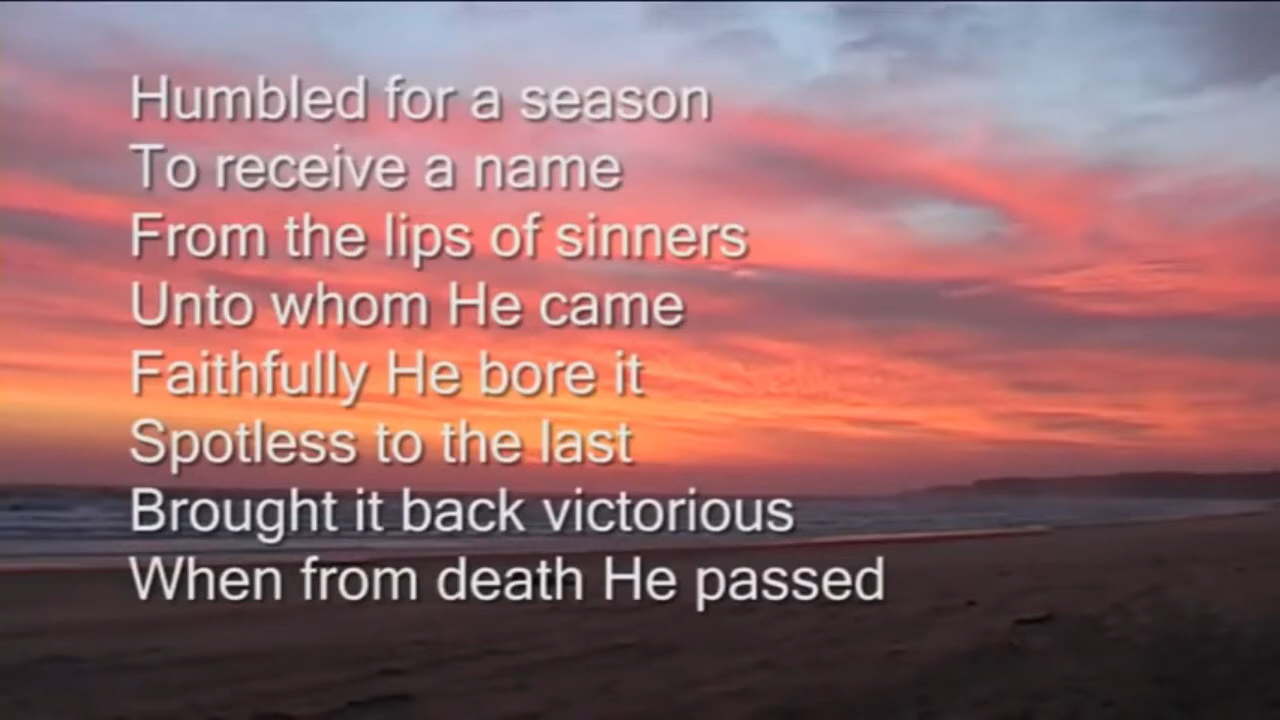 Humbled for a season
To receive a name
From the lips of sinners
Unto whom He came
Faithfully He bore it
Spotless to the last
Brought it back victorious
When from death He passed